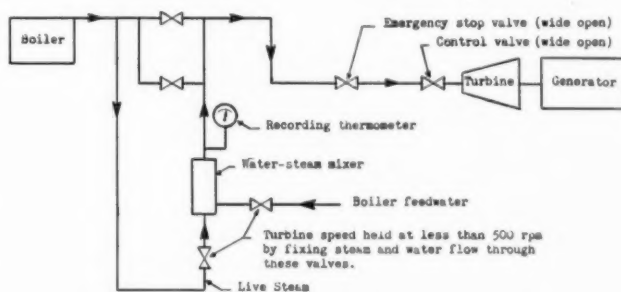 Emergency stop valve (wide open)
Control valve (wide open)
Boiler
Turbine
Generator
Recording thermometer
Water-steam mixer
Boiler feedwater
Turbine speed held at less than 500 rpm
by fixing steam and water flow through
these valves.
Live Steam